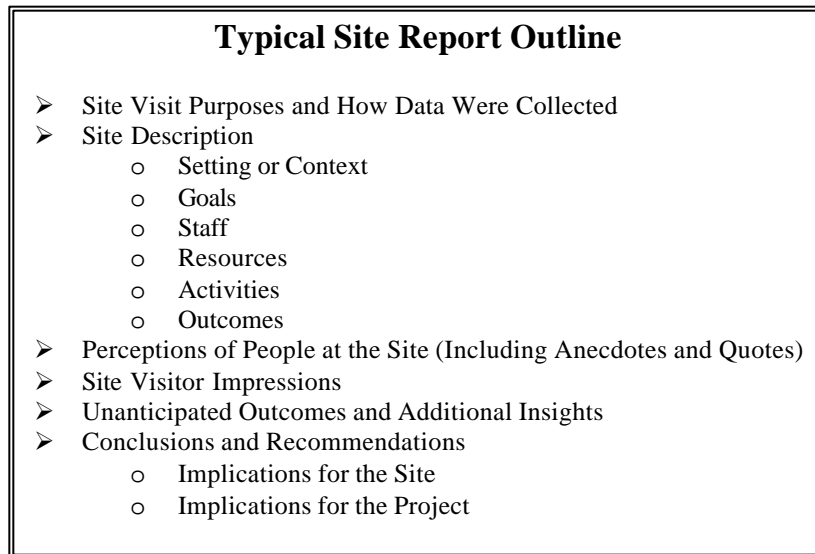 Typical Site Report Outline
➢ Site Visit Purposes and How Data Were Collected
➢ Site Description
o Setting or Context
o Goals
o Staff
o Resources
o Activities
o Outcomes
➢ Perceptions of People at the Site (Including Anecdotes and Quotes)
➢ Site Visitor Impressions
➢ Unanticipated Outcomes and Additional Insights
➢ Conclusions and Recommendations
o Implications for the Site
o Implications for the Project